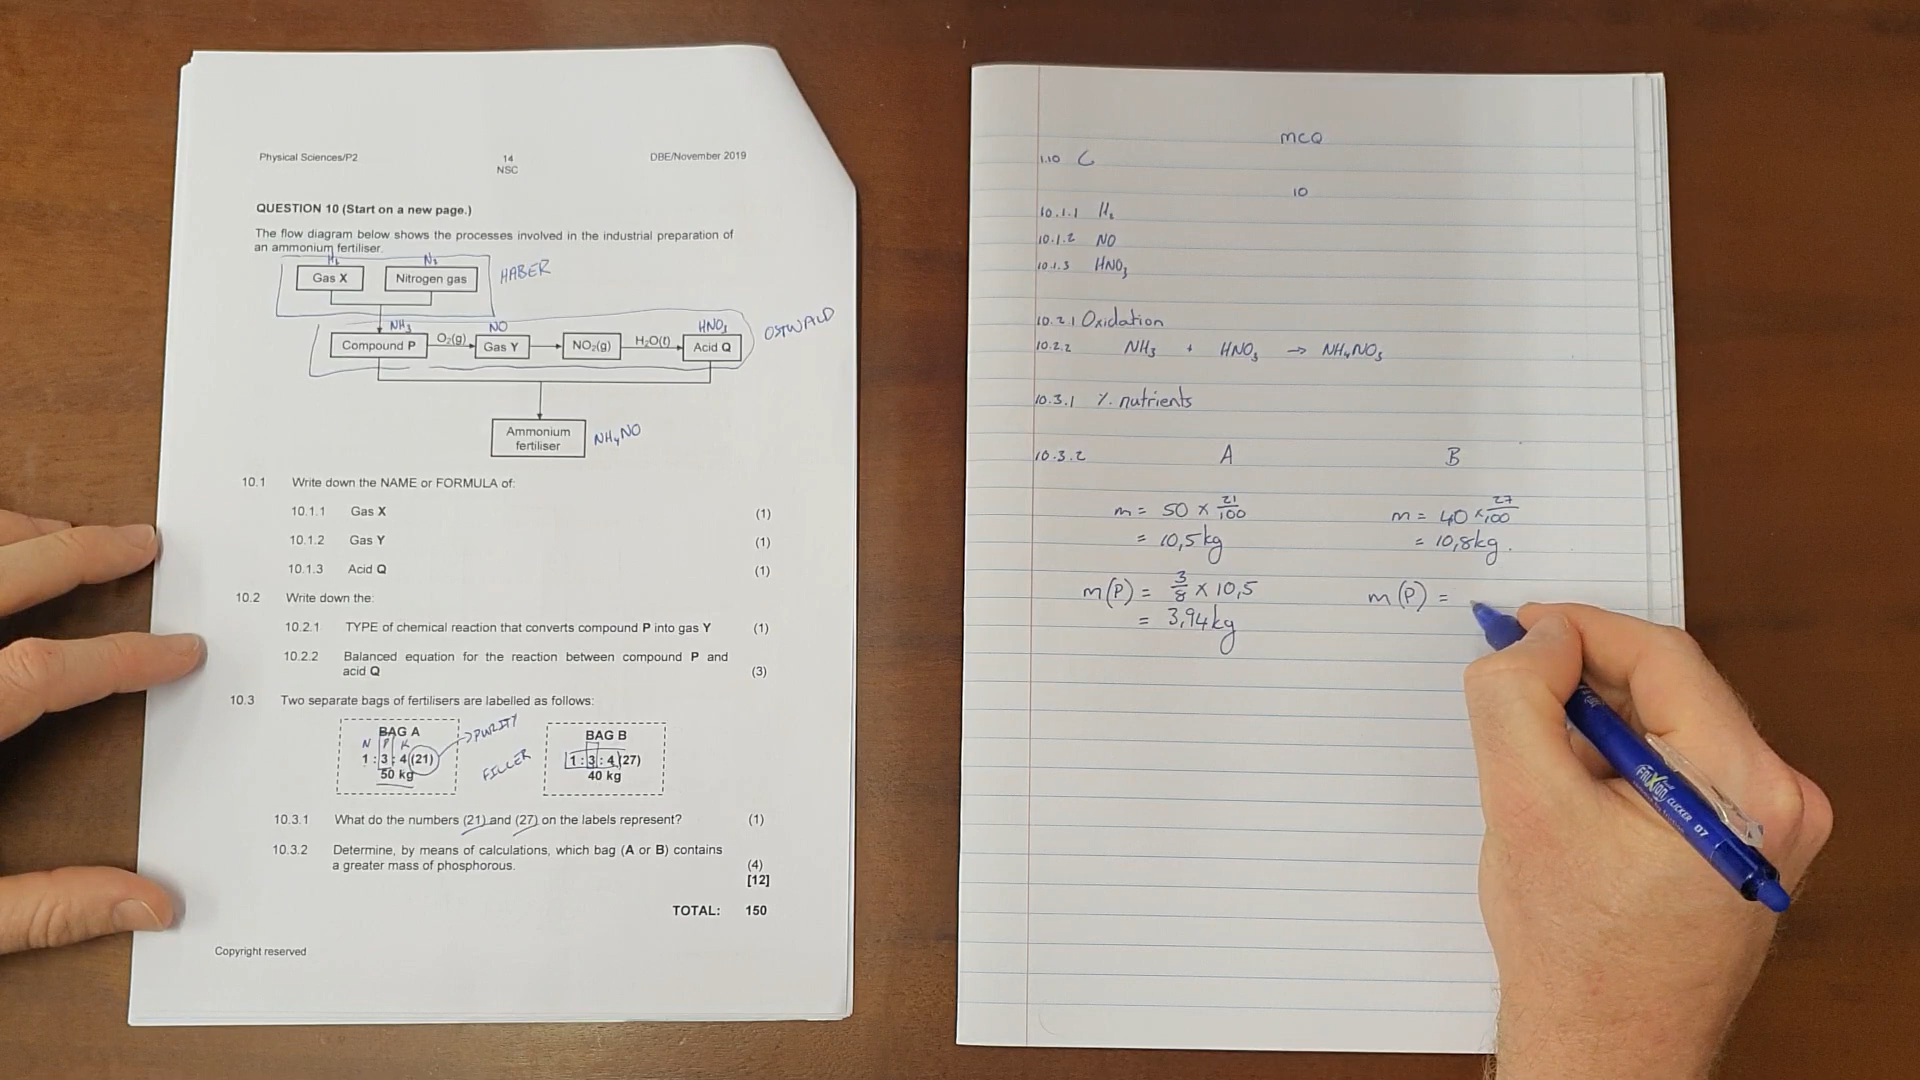 Physical Sciences/P2
14
NSC
DBE/November 2019
QUESTION 10 (Start on a new page.)
The flow diagram below shows the processes involved in the industrial preparation of
an ammonium fertiliser.
H₂
N₂
Gas X
Nitrogen gas
HABER
NH₃
NO
HNO₃
OSTWALD
Compound P
O₂(g)
Gas Y
NO₂(g)
H₂O(ℓ)
Acid Q
Ammonium
fertiliser
NH₄NO
10.1 Write down the NAME or FORMULA of:
10.1.1 Gas X (1)
10.1.2 Gas Y (1)
10.1.3 Acid Q (1)
10.2 Write down the:
10.2.1 TYPE of chemical reaction that converts compound P into gas Y (1)
10.2.2 Balanced equation for the reaction between compound P and
acid Q (3)
10.3 Two separate bags of fertilisers are labelled as follows:
BAG A
N P K
1 : 3 : 4 (21)
50 kg
PURITY
FILLER
BAG B
1 : 3 : 4 (27)
40 kg
10.3.1 What do the numbers (21) and (27) on the labels represent? (1)
10.3.2 Determine, by means of calculations, which bag (A or B) contains
a greater mass of phosphorous. (4)
[12]
TOTAL: 150
Copyright reserved
MCQ
1.10 C
10
10.1.1 H₂
10.1.2 NO
10.1.3 HNO₃
10.2.1 Oxidation
10.2.2 NH₃ + HNO₃ → NH₄NO₃
10.3.1 % nutrients
10.3.2 A B
m = 50 × 21/100
= 10,5kg
m(P) = 3/8 × 10,5
= 3,94kg
m = 40 × 27/100
= 10,8kg.
m(P) =
FRIXION CLICKER 07